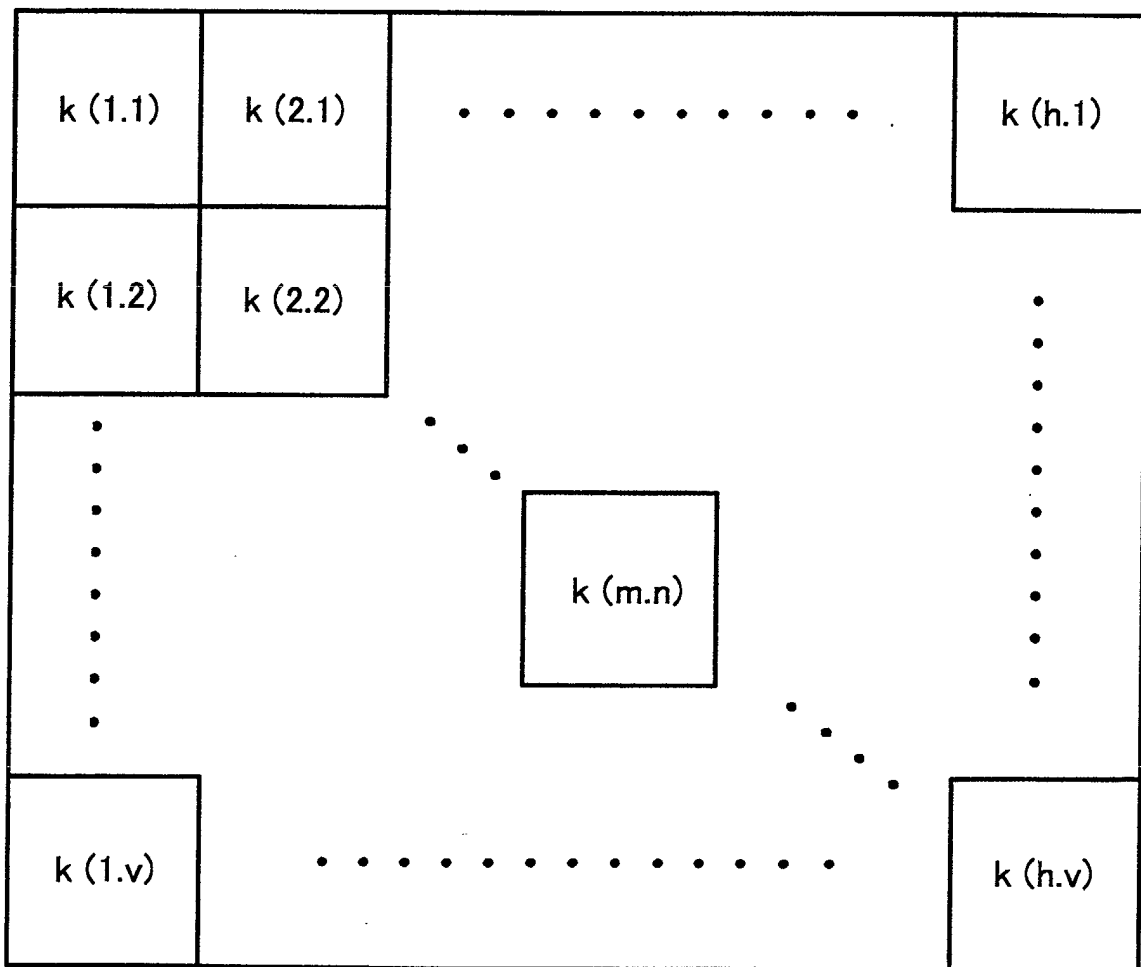 k (1.1) k (2.1) k (h.1)
k (1.2) k (2.2)
k (m.n)
k (1.v) k (h.v)